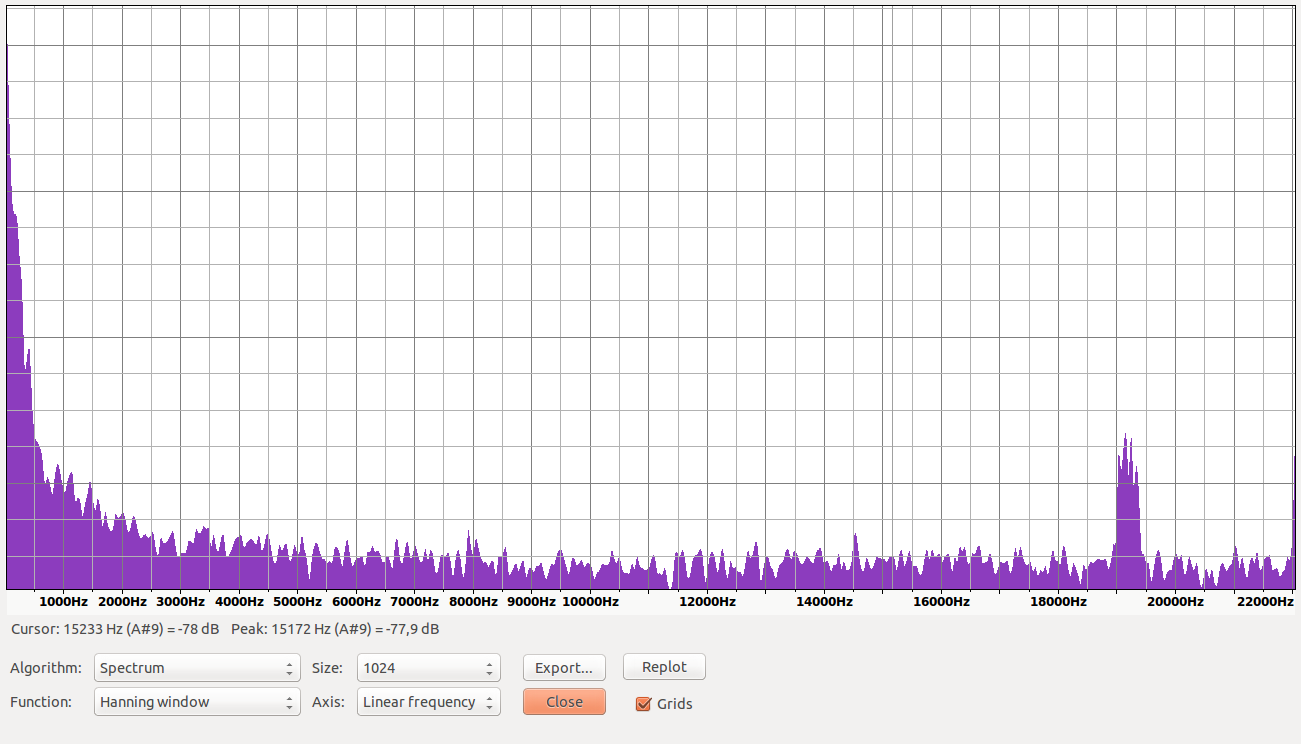 1000Hz 2000Hz 3000Hz 4000Hz 5000Hz 6000Hz 7000Hz 8000Hz 9000Hz 10000Hz 12000Hz 14000Hz 16000Hz 18000Hz 20000Hz 22000Hz
Cursor: 15233 Hz (A#9) = -78 dB Peak: 15172 Hz (A#9) = -77,9 dB
Algorithm: Spectrum Size: 1024 Export... Replot
Function: Hanning window Axis: Linear frequency Close Grids